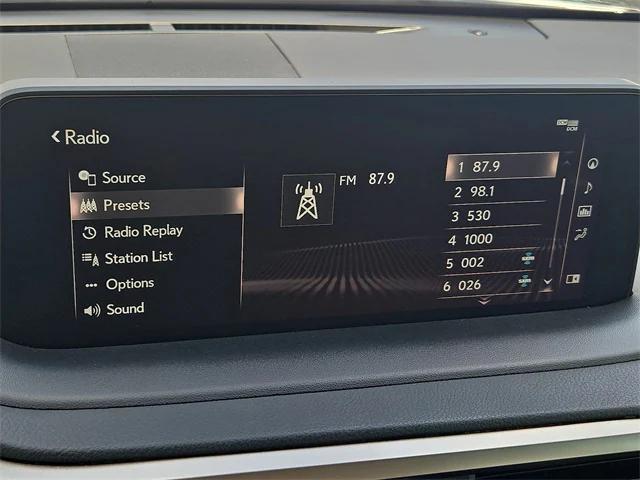 Radio
DCM
Source
Presets
Radio Replay
Station List
Options
Sound
FM 87.9
1 87.9
2 98.1
3 530
4 1000
5 002
6 026